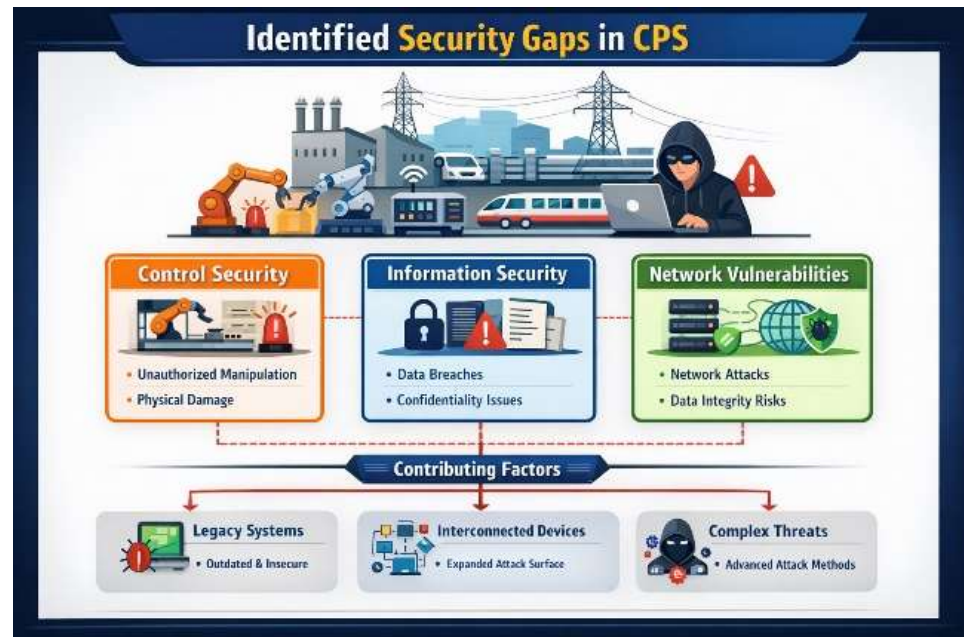 Identified Security Gaps in CPS
Control Security
• Unauthorized Manipulation
• Physical Damage
Information Security
• Data Breaches
• Confidentiality Issues
Network Vulnerabilities
• Network Attacks
• Data Integrity Risks
Contributing Factors
Legacy Systems
• Outdated & Insecure
Interconnected Devices
• Expanded Attack Surface
Complex Threats
• Advanced Attack Methods